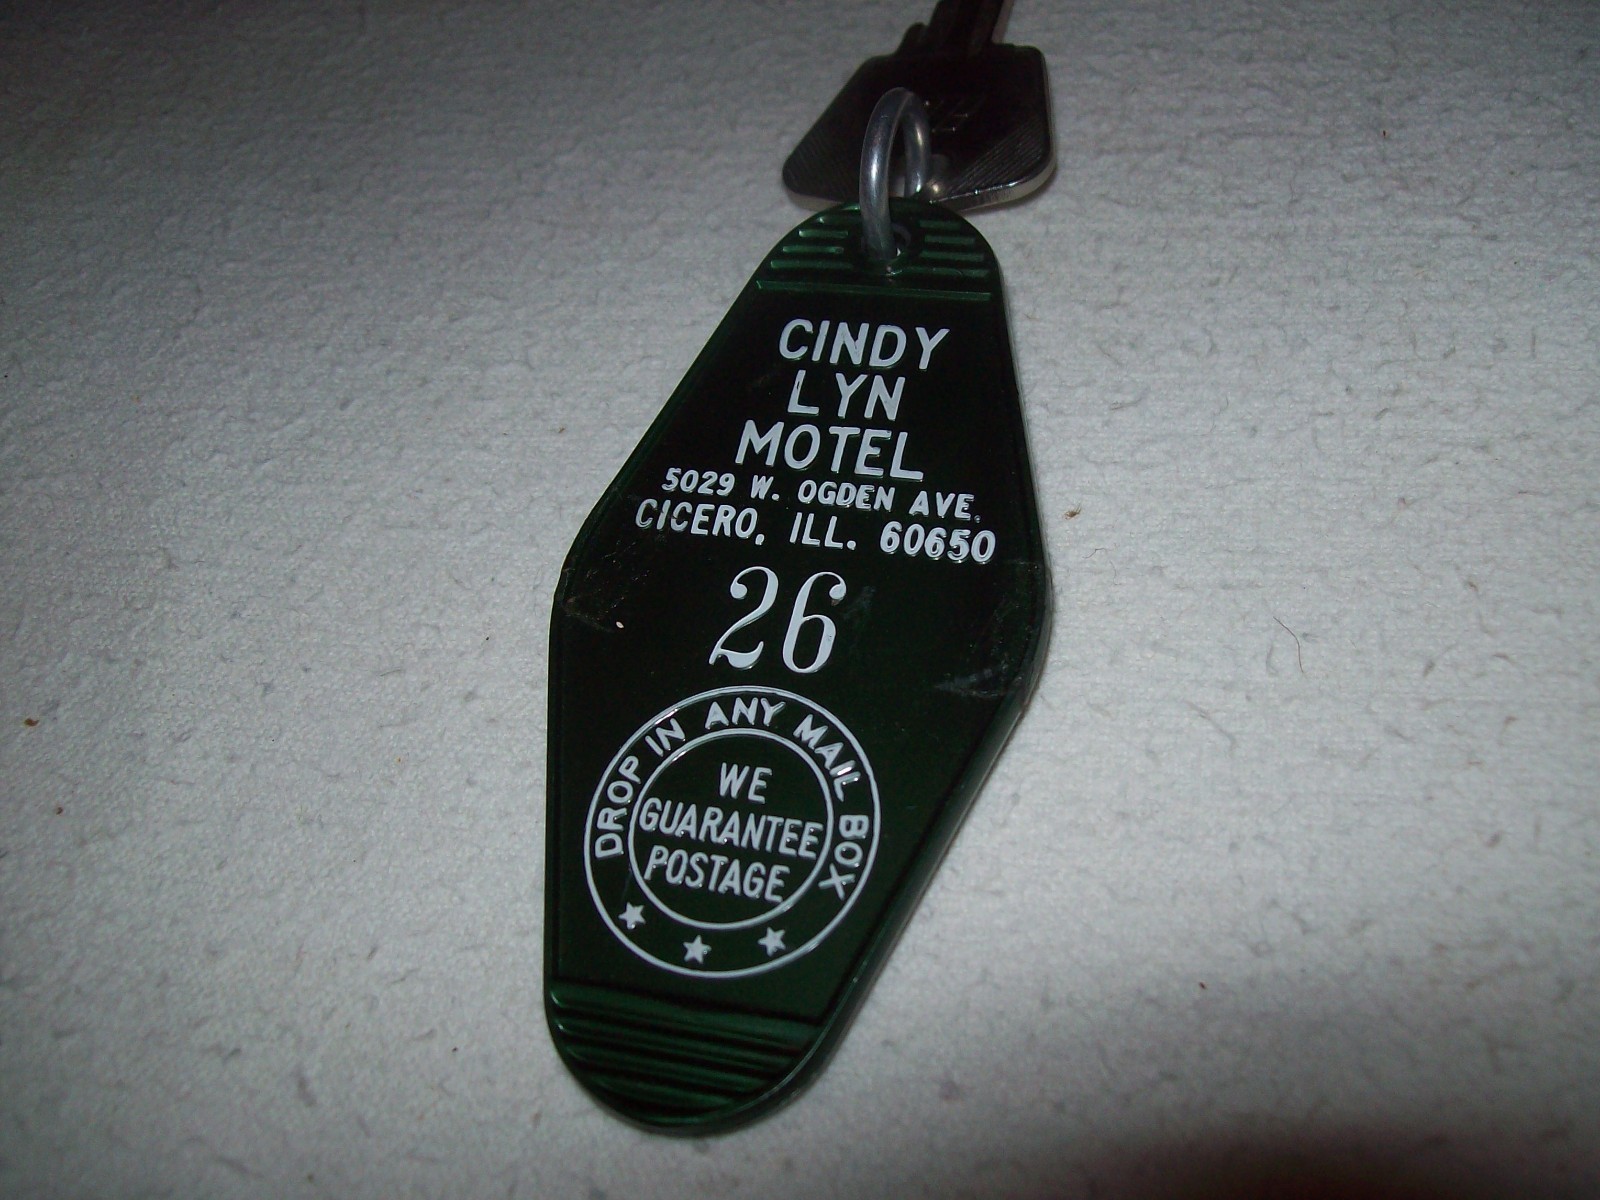 CINDY
LYN
MOTEL
5029 W. OGDEN AVE.
CICERO, ILL. 60650
26
DROP IN ANY MAIL BOX
WE
GUARANTEE
POSTAGE